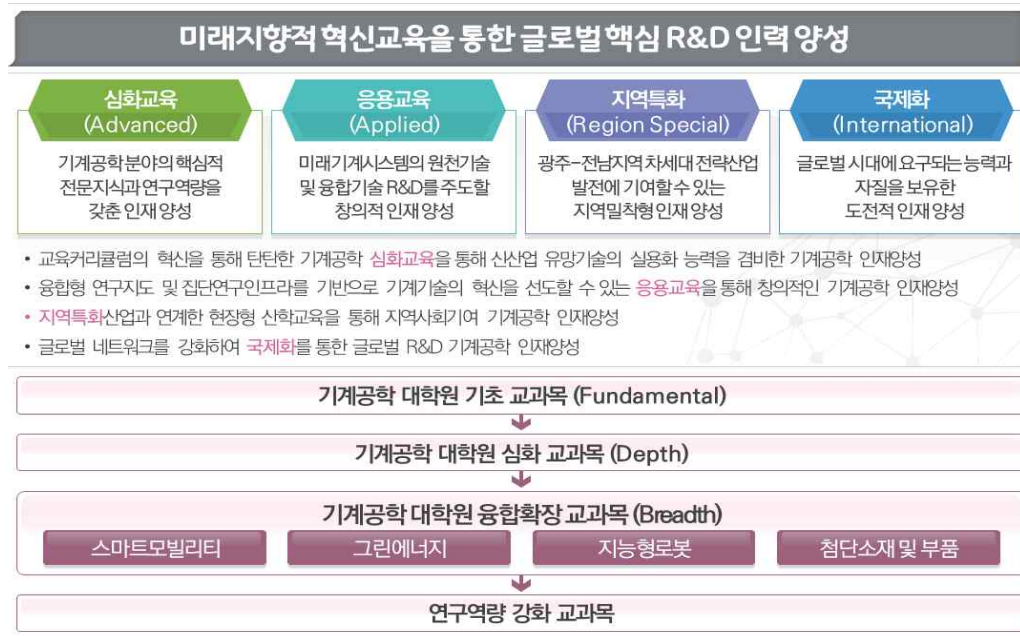 미래지향적 혁신교육을 통한 글로벌 핵심 R&D 인력 양성
심화교육
(Advanced)
기계공학 분야의 핵심적
전문지식과 연구역량을
갖춘 인재 양성
응용교육
(Applied)
미래기계시스템의 원천기술
및 융합기술 R&D를 주도할
창의적 인재 양성
지역특화
(Region Special)
광주-전남지역 차세대 전략산업
발전에 기여할 수 있는
지역밀착형 인재 양성
국제화
(International)
글로벌 시대에 요구되는 능력과
자질을 보유한
도전적 인재 양성
• 교육커리큘럼의 혁신을 통해 탄탄한 기계공학 심화교육을 통해 신산업 유망기술의 실용화 능력을 겸비한 기계공학 인재양성
• 융합형 연구지도 및 집단연구인프라를 기반으로 기계기술의 혁신을 선도할 수 있는 응용교육을 통해 창의적인 기계공학 인재양성
• 지역특화산업과 연계한 현장형 산학교육을 통해 지역사회기여 기계공학 인재양성
• 글로벌 네트워크를 강화하여 국제화를 통한 글로벌 R&D 기계공학 인재양성
기계공학 대학원 기초 교과목 (Fundamental)
기계공학 대학원 심화 교과목 (Depth)
기계공학 대학원 융합확장 교과목 (Breadth)
스마트모빌리티
그린에너지
지능형로봇
첨단소재 및 부품
연구역량 강화 교과목